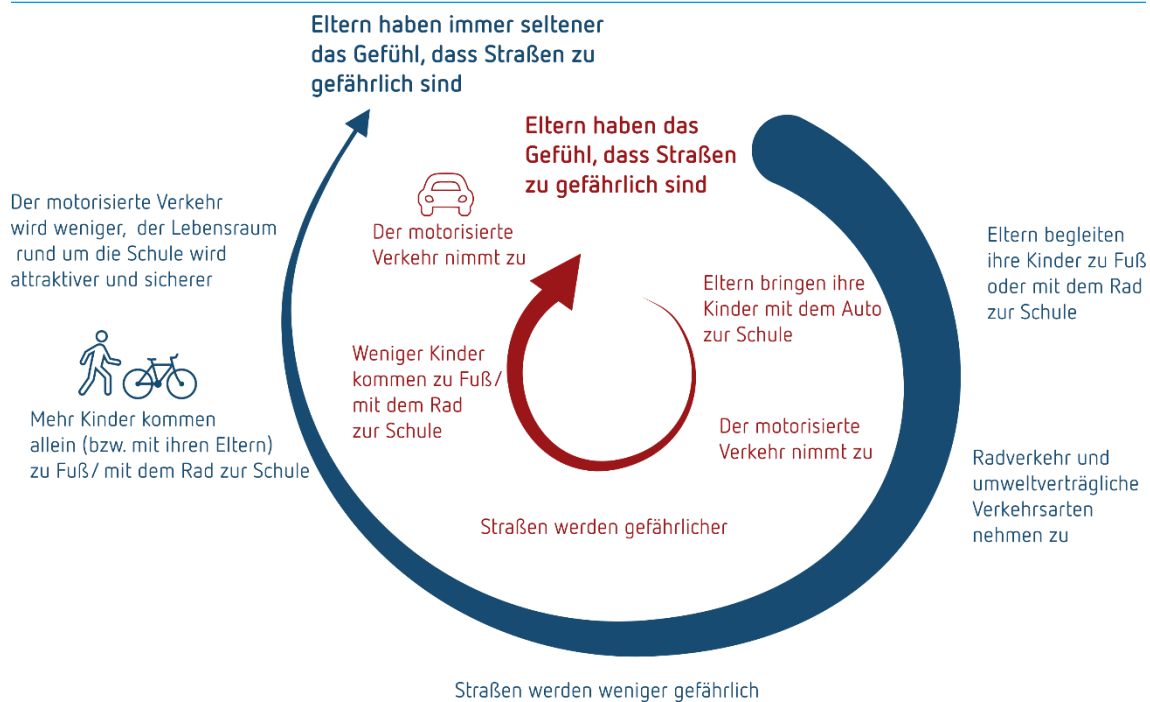 Eltern haben immer seltener
das Gefühl, dass Straßen zu
gefährlich sind
Eltern haben das
Gefühl, dass Straßen
zu gefährlich sind
Der motorisierte Verkehr
wird weniger, der Lebensraum
rund um die Schule wird
attraktiver und sicherer
Der motorisierte
Verkehr nimmt zu
Eltern begleiten
ihre Kinder zu Fuß
oder mit dem Rad
zur Schule
Eltern bringen ihre
Kinder mit dem Auto
zur Schule
Weniger Kinder
kommen zu Fuß/
mit dem Rad
zur Schule
Mehr Kinder kommen
allein (bzw. mit ihren Eltern)
zu Fuß/ mit dem Rad zur Schule
Der motorisierte
Verkehr nimmt zu
Radverkehr und
umweltverträgliche
Verkehrsarten
nehmen zu
Straßen werden gefährlicher
Straßen werden weniger gefährlich